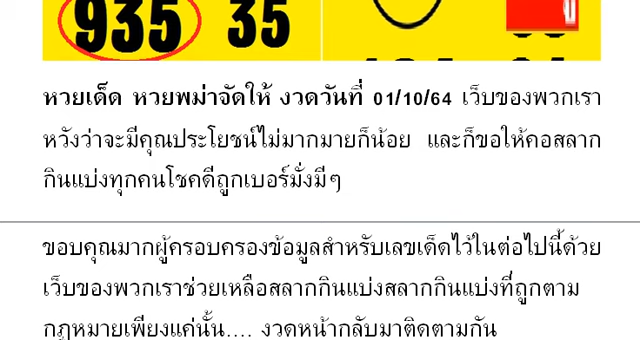 935 35
หวยเด็ด หวยพม่าจัดให้ งวดวันที่ 01/10/64 เว็บของพวกเรา
หวังว่าจะมีคุณประโยชน์ไม่มากมายก็น้อย และก็ขอให้คอสลาก
กินแบ่งทุกคนโชคดีถูกเบอร์มั่งมีๆ
ขอบคุณมากผู้ครอบครองข้อมูลสำหรับเลขเด็ดไว้ในต่อไปนี้ด้วย
เว็บของพวกเราช่วยเหลือสลากกินแบ่งสลากกินแบ่งที่ถูกตาม
กฎหมายเพียงแค่นั้น.... งวดหน้ากลับมาติดตามกัน